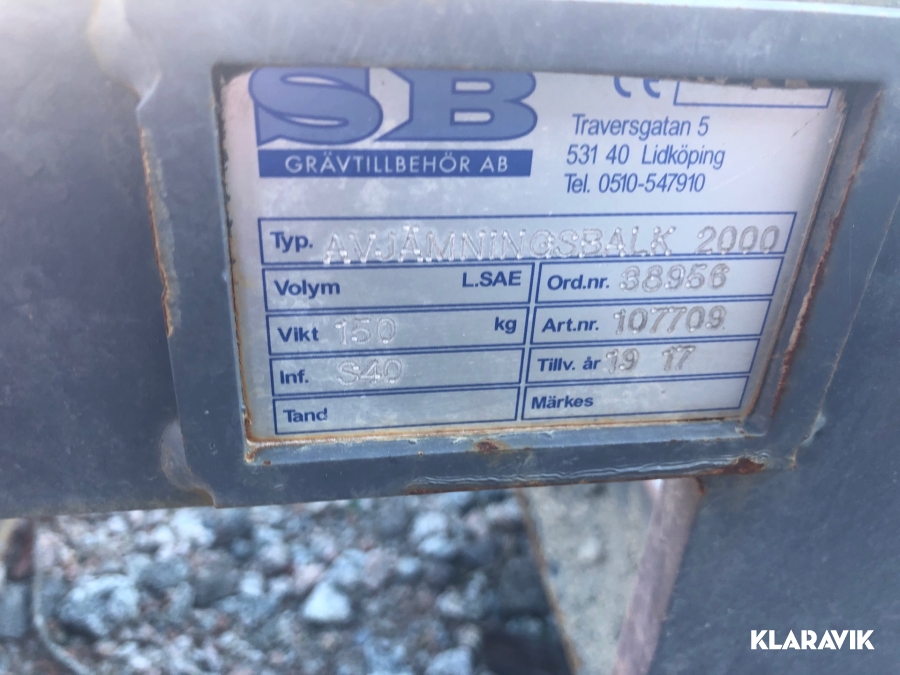 SB
CE
GRÄVTILLBEHÖR AB
Traversgatan 5
531 40 Lidköping
Tel. 0510-547910
Typ. AVJÄMNINGSBALK 2000
Volym L.SAE
Ord.nr. 38956
Vikt 150 kg
Art.nr. 107709
Inf. S40
Tillv. år 19 17
Tand
Märkes
KLARAVIK